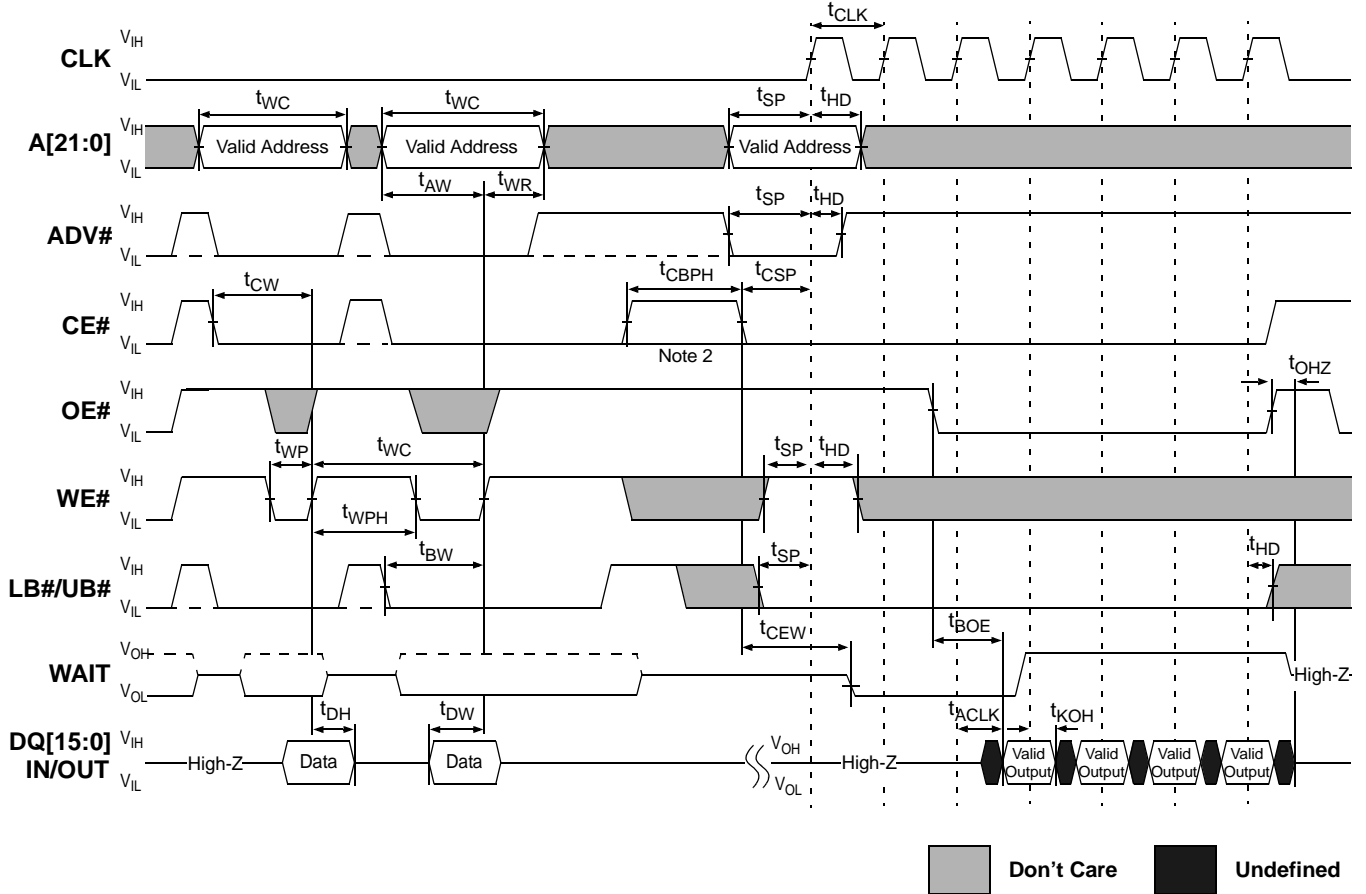 tCLK
CLK VIH
VIL
tWC tWC tSP tHD
A[21:0] VIH
VIL
Valid Address Valid Address Valid Address
tAW tWR tSP tHD
ADV# VIH
VIL
tCW tCBPH tCSP
CE# VIH
VIL
Note 2
OE# VIH
VIL
tOHZ
tWP tWC tSP tHD
WE# VIH
VIL
tWPH
tBW tSP tHD
LB#/UB# VIH
VIL
tCEW tBOE
WAIT VOH
VOL
High-Z
tDH tDW tACLK tKOH
DQ[15:0] VIH
IN/OUT VIL
High-Z Data Data VOH
VOL
High-Z Valid Valid Valid Valid
Output Output Output Output
Don't Care Undefined